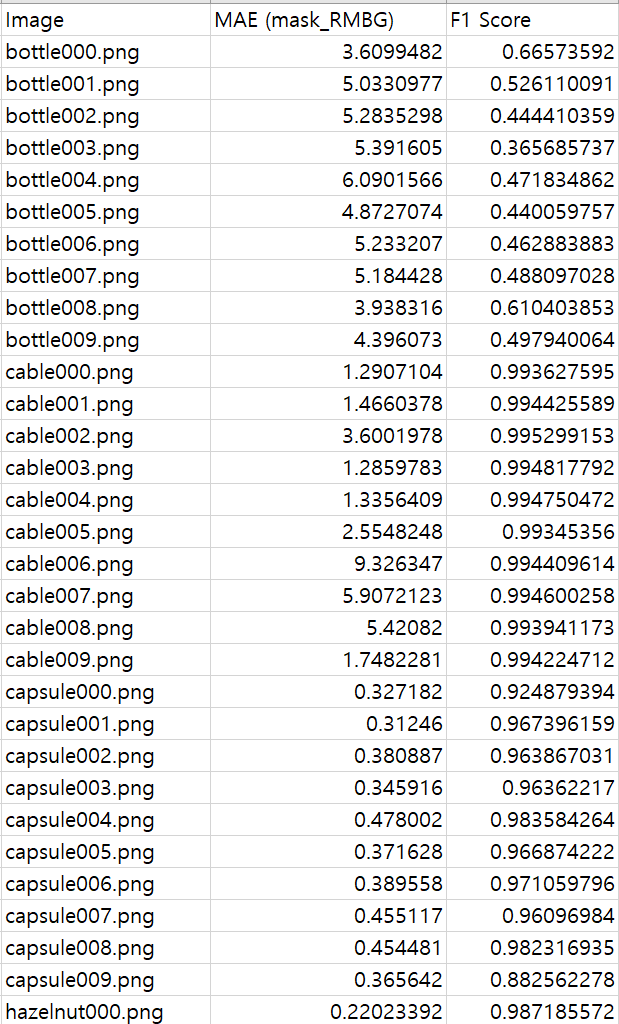 Image MAE (mask_RMBG) F1 Score
bottle000.png 3.6099482 0.66573592
bottle001.png 5.0330977 0.526110091
bottle002.png 5.2835298 0.444410359
bottle003.png 5.391605 0.365685737
bottle004.png 6.0901566 0.471834862
bottle005.png 4.8727074 0.440059757
bottle006.png 5.233207 0.462883883
bottle007.png 5.184428 0.488097028
bottle008.png 3.938316 0.610403853
bottle009.png 4.396073 0.497940064
cable000.png 1.2907104 0.993627595
cable001.png 1.4660378 0.994425589
cable002.png 3.6001978 0.995299153
cable003.png 1.2859783 0.994817792
cable004.png 1.3356409 0.994750472
cable005.png 2.5548248 0.99345356
cable006.png 9.326347 0.994409614
cable007.png 5.9072123 0.994600258
cable008.png 5.42082 0.993941173
cable009.png 1.7482281 0.994224712
capsule000.png 0.327182 0.924879394
capsule001.png 0.31246 0.967396159
capsule002.png 0.380887 0.963867031
capsule003.png 0.345916 0.96362217
capsule004.png 0.478002 0.983584264
capsule005.png 0.371628 0.966874222
capsule006.png 0.389558 0.971059796
capsule007.png 0.455117 0.96096984
capsule008.png 0.454481 0.982316935
capsule009.png 0.365642 0.882562278
hazelnut000.png 0.22023392 0.987185572